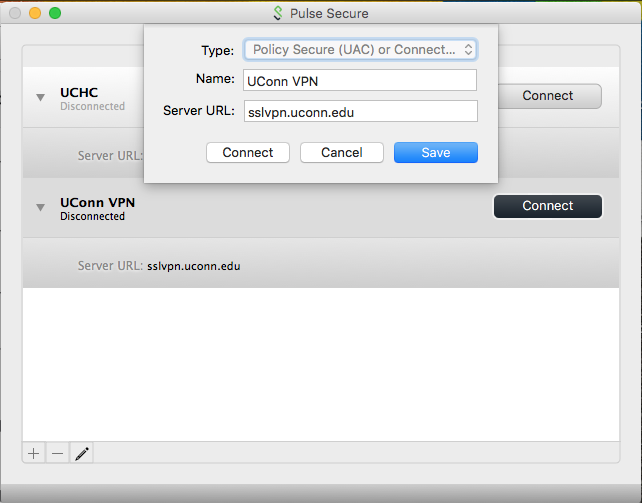 Pulse Secure
Type: Policy Secure (UAC) or Connect...
Name: UConn VPN
Server URL: sslvpn.uconn.edu
Connect Cancel Save
UCHC
Disconnected
Connect
Server URL:
UConn VPN
Disconnected
Connect
Server URL: sslvpn.uconn.edu